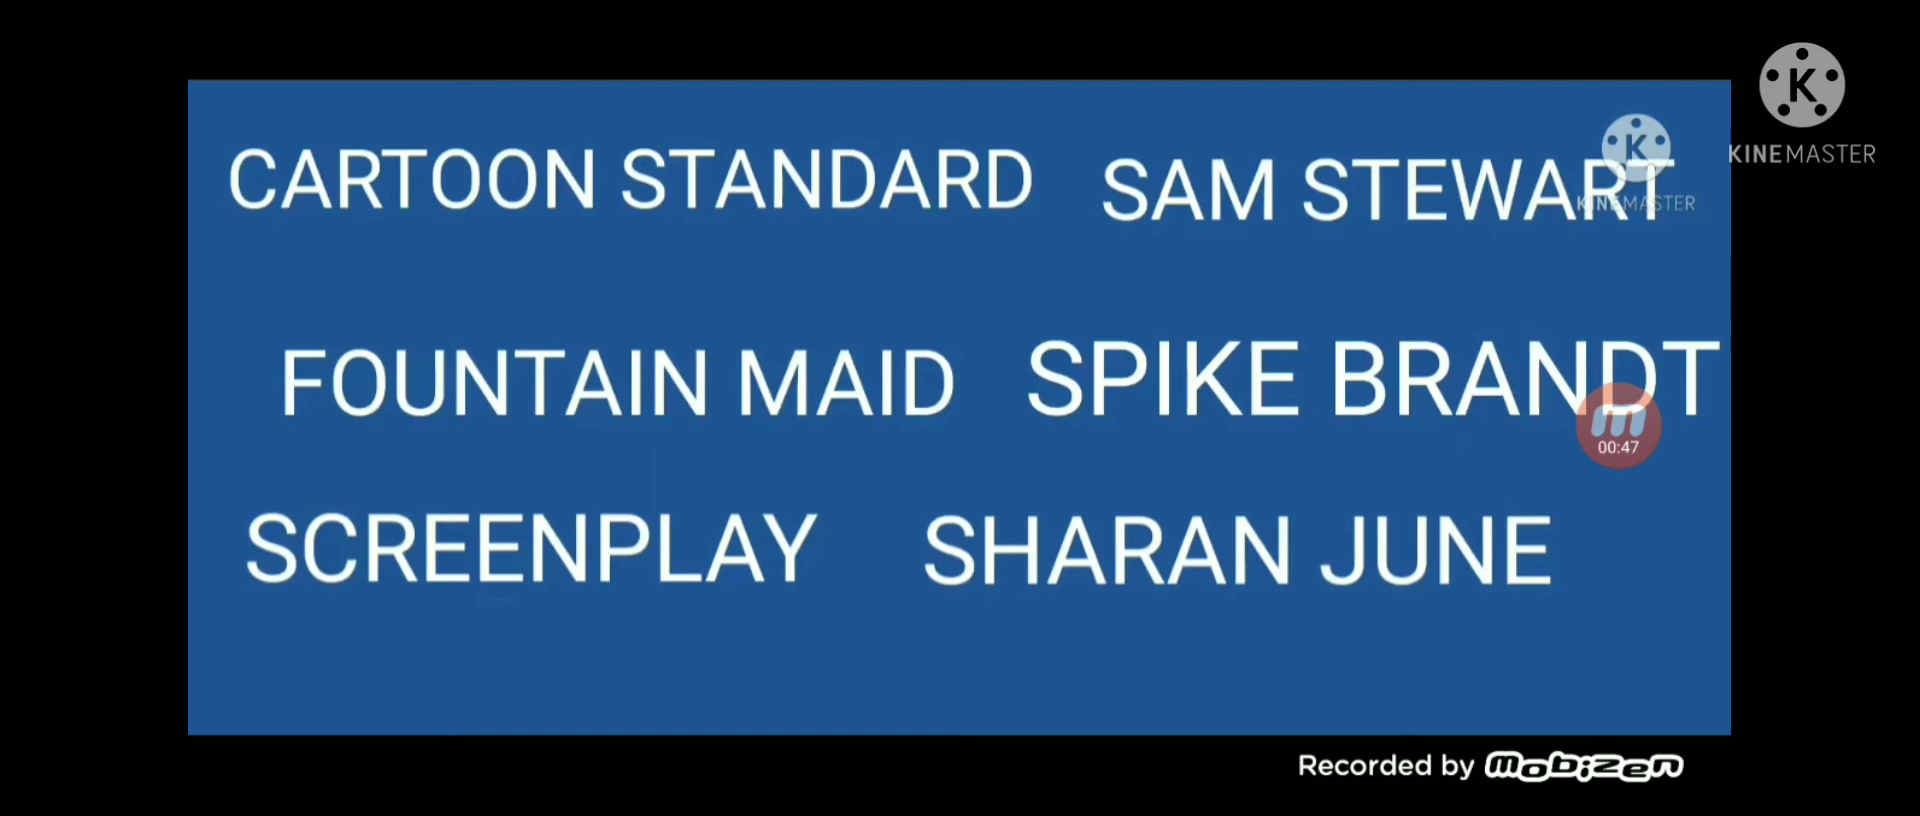 CARTOON STANDARD SAM STEWART
KINEMASTER
KINEMASTER
FOUNTAIN MAID SPIKE BRANDT
00:47
SCREENPLAY SHARAN JUNE
Recorded by mobizen